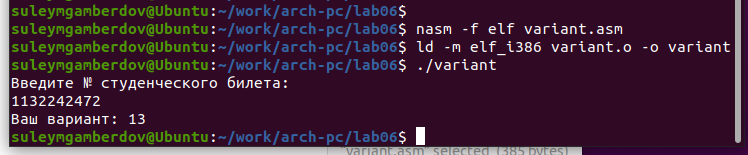 suleymgamberdov@Ubuntu:~/work/arch-pc/lab06$
suleymgamberdov@Ubuntu:~/work/arch-pc/lab06$ nasm -f elf variant.asm
suleymgamberdov@Ubuntu:~/work/arch-pc/lab06$ ld -m elf_i386 variant.o -o variant
suleymgamberdov@Ubuntu:~/work/arch-pc/lab06$ ./variant
Введите № студенческого билета:
1132242472
Ваш вариант: 13
suleymgamberdov@Ubuntu:~/work/arch-pc/lab06$
"variant.asm" selected (385 bytes)